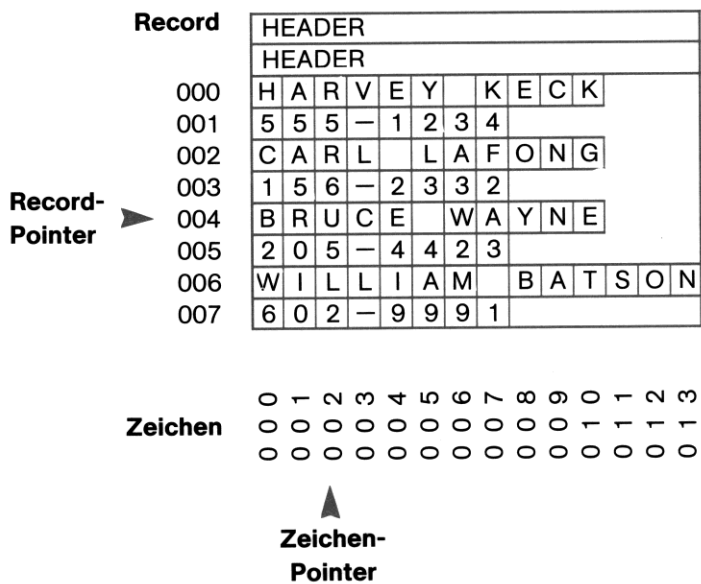 Record HEADER
HEADER
000 HARVEY KECK
001 555-1234
002 CARL LAFONG
003 156-2332
004 BRUCE WAYNE
005 205-4423
006 WILLIAM BATSON
007 602-9991
Record-
Pointer
Zeichen 000 001 002 003 004 005 006 007 008 009 010 011 012 013
Zeichen-
Pointer